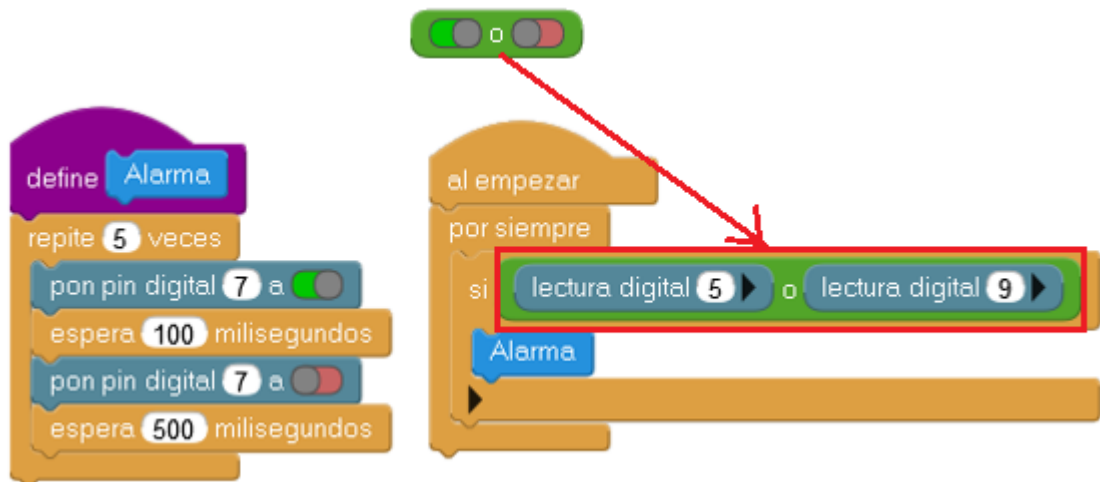 o
define Alarma
repite 5 veces
pon pin digital 7 a
espera 100 milisegundos
pon pin digital 7 a
espera 500 milisegundos
al empezar
por siempre
si lectura digital 5 o lectura digital 9
Alarma